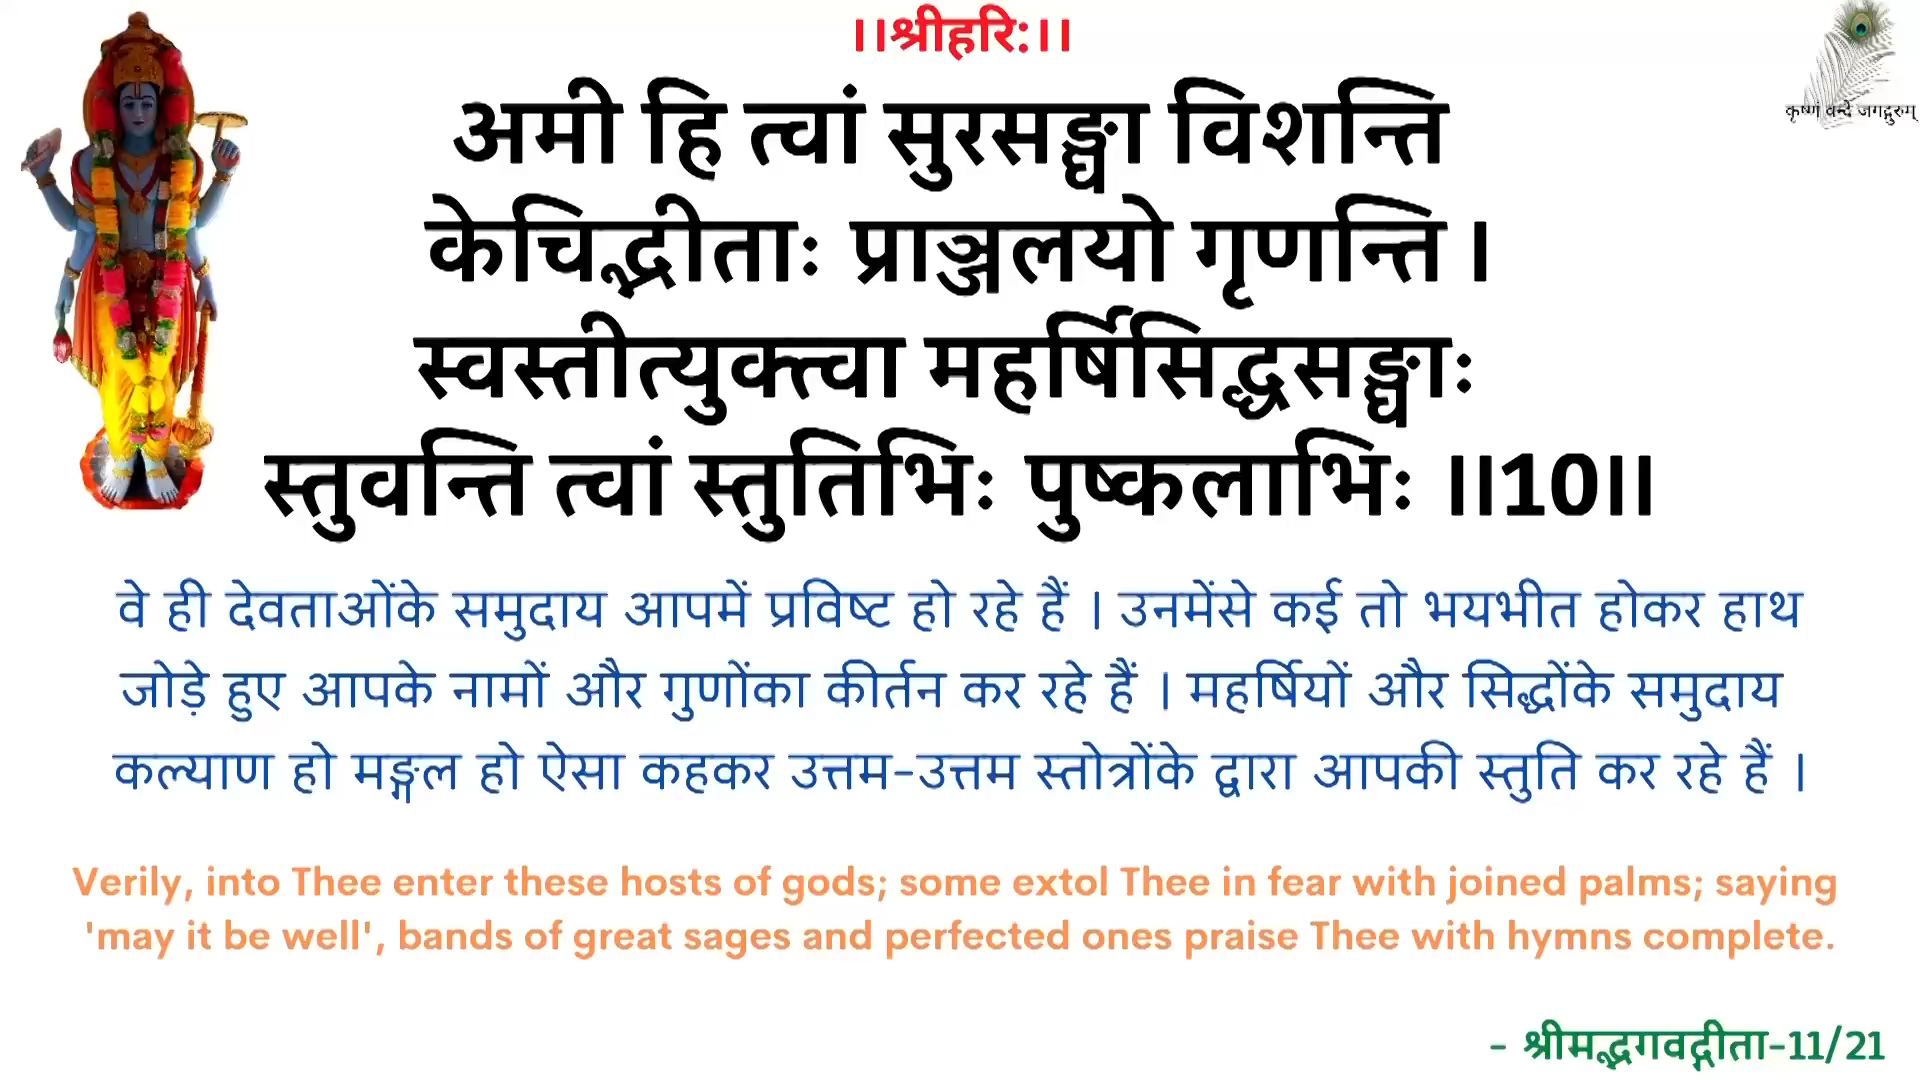 ।।श्रीहरि:।।
कृष्णं वन्दे जगद्गुरुम्
अमी हि त्वां सुरसङ्घा विशन्ति
केचिद्भीताः प्राञ्जलयो गृणन्ति ।
स्वस्तीत्युक्त्वा महर्षिसिद्धसङ्घाः
स्तुवन्ति त्वां स्तुतिभिः पुष्कलाभिः ।।10।।
वे ही देवताओंके समुदाय आपमें प्रविष्ट हो रहे हैं । उनमेंसे कई तो भयभीत होकर हाथ
जोड़े हुए आपके नामों और गुणोंका कीर्तन कर रहे हैं । महर्षियों और सिद्धोंके समुदाय
कल्याण हो मङ्गल हो ऐसा कहकर उत्तम-उत्तम स्तोत्रोंके द्वारा आपकी स्तुति कर रहे हैं ।
Verily, into Thee enter these hosts of gods; some extol Thee in fear with joined palms; saying
'may it be well', bands of great sages and perfected ones praise Thee with hymns complete.
- श्रीमद्भगवद्गीता-11/21